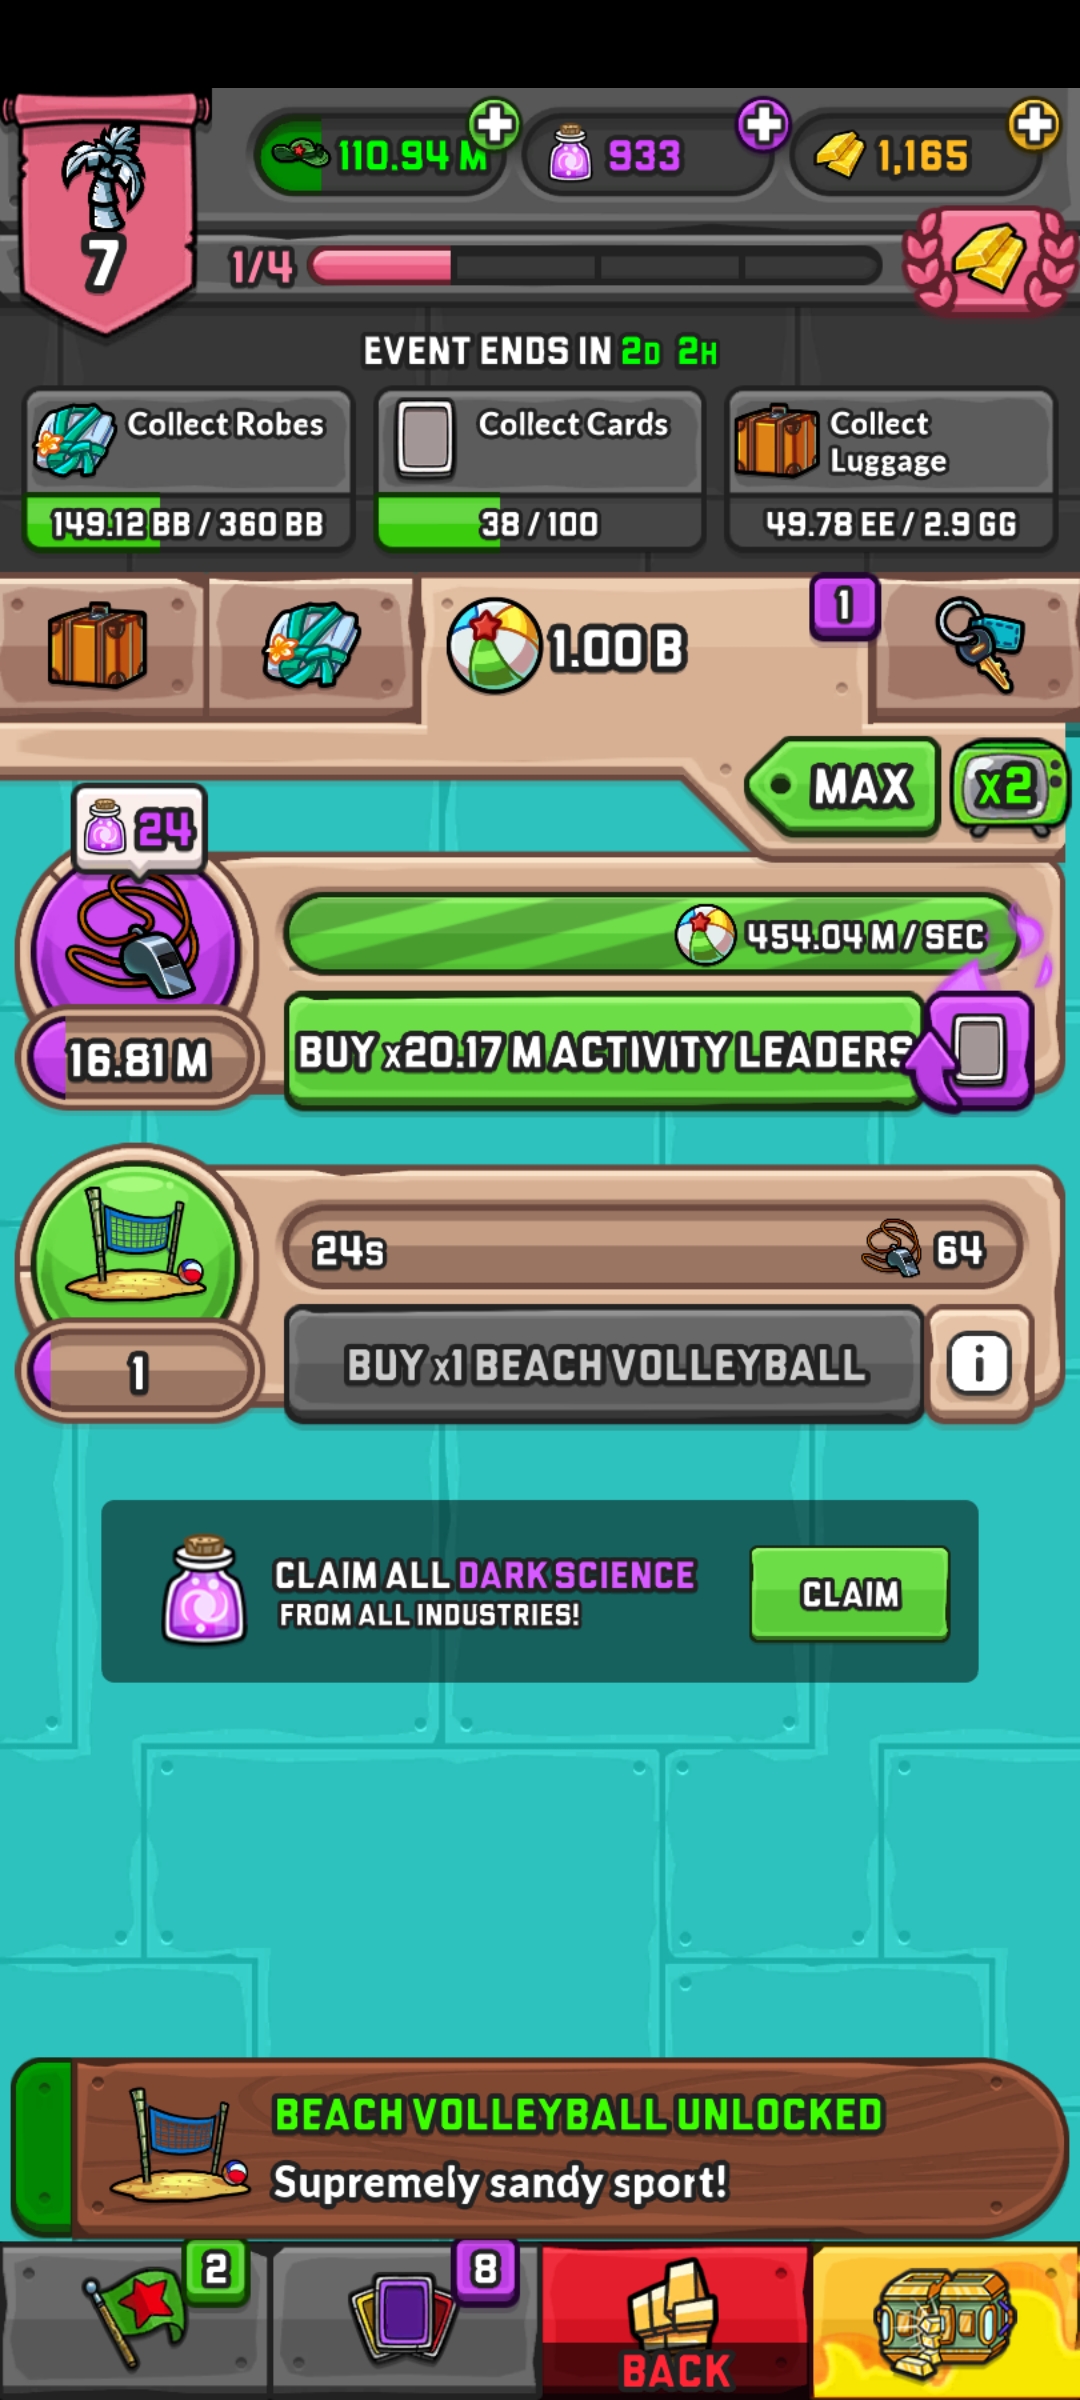 110.94 M
933
1,165
7
1/4
EVENT ENDS IN 2D 2H
Collect Robes
149.12 BB / 360 BB
Collect Cards
38 / 100
Collect
Luggage
49.78 EE / 2.9 GG
1.00 B
1
MAX
x2
24
454.04 M / SEC
16.81 M
BUY x20.17 M ACTIVITY LEADERS
24s
64
1
BUY x1 BEACH VOLLEYBALL
i
CLAIM ALL DARK SCIENCE
FROM ALL INDUSTRIES!
CLAIM
BEACH VOLLEYBALL UNLOCKED
Supremely sandy sport!
2
8
BACK